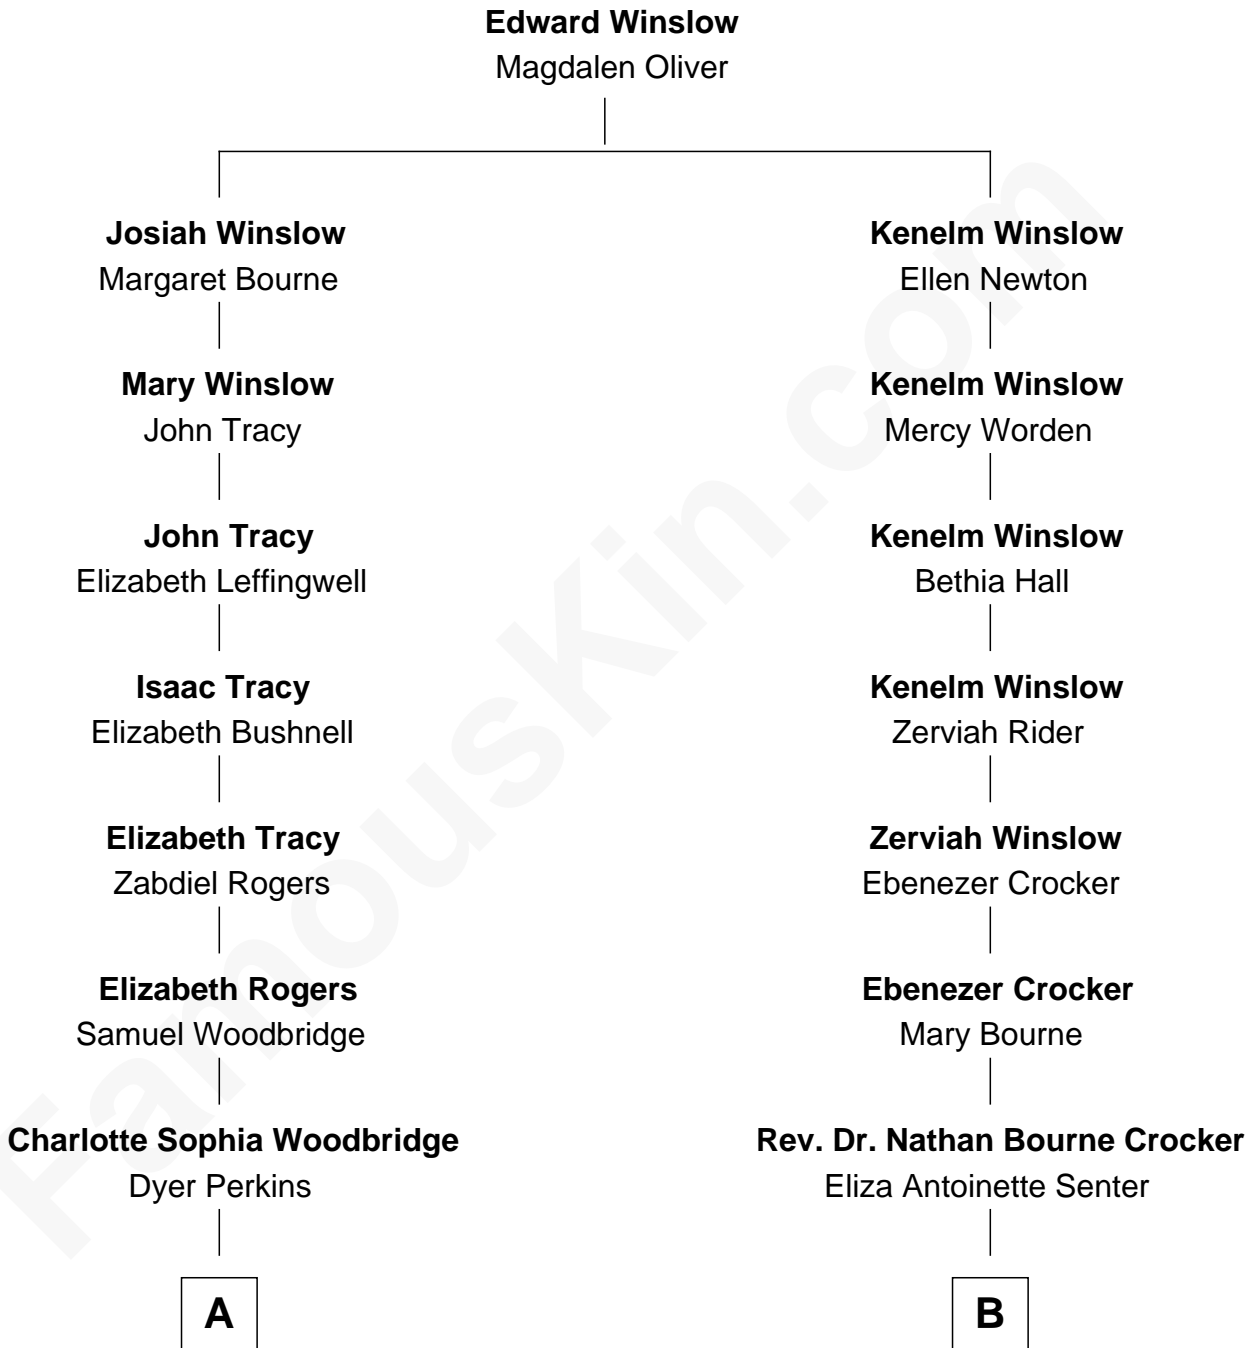 Edward Winslow
Magdalen Oliver
Josiah Winslow
Margaret Bourne
Kenelm Winslow
Ellen Newton
Mary Winslow
John Tracy
Kenelm Winslow
Mercy Worden
John Tracy
Elizabeth Leffingwell
Kenelm Winslow
Bethia Hall
Isaac Tracy
Elizabeth Bushnell
Kenelm Winslow
Zerviah Rider
Elizabeth Tracy
Zabdiel Rogers
Zerviah Winslow
Ebenezer Crocker
Elizabeth Rogers
Samuel Woodbridge
Ebenezer Crocker
Mary Bourne
Charlotte Sophia Woodbridge
Dyer Perkins
Rev. Dr. Nathan Bourne Crocker
Eliza Antoinette Senter
A
B
FamousKin.com